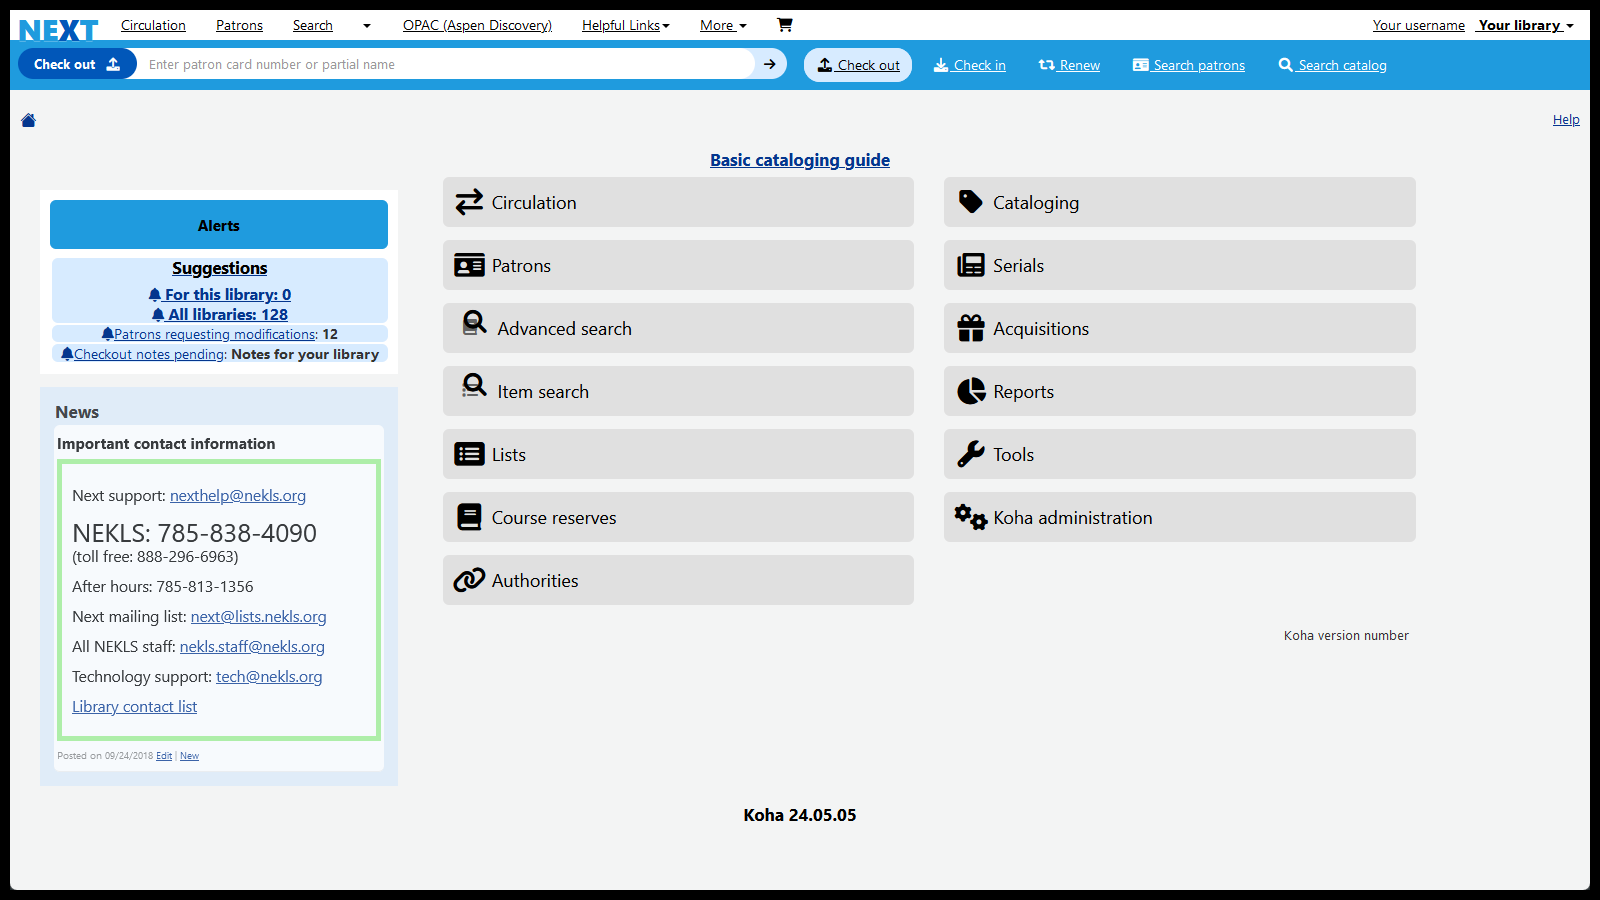 NEXT Circulation Patrons Search OPAC (Aspen Discovery) Helpful Links More Your username Your library
Check out Enter patron card number or partial name Check out Check in Renew Search patrons Search catalog
Help
Basic cataloging guide
Alerts
Suggestions
For this library: 0
All libraries: 128
Patrons requesting modifications: 12
Checkout notes pending: Notes for your library
News
Important contact information
Next support: nexthelp@nekls.org
NEKLS: 785-838-4090
(toll free: 888-296-6963)
After hours: 785-813-1356
Next mailing list: next@lists.nekls.org
All NEKLS staff: nekls.staff@nekls.org
Technology support: tech@nekls.org
Library contact list
Posted on 09/24/2018 Edit | New
Circulation
Patrons
Advanced search
Item search
Lists
Course reserves
Authorities
Cataloging
Serials
Acquisitions
Reports
Tools
Koha administration
Koha version number
Koha 24.05.05